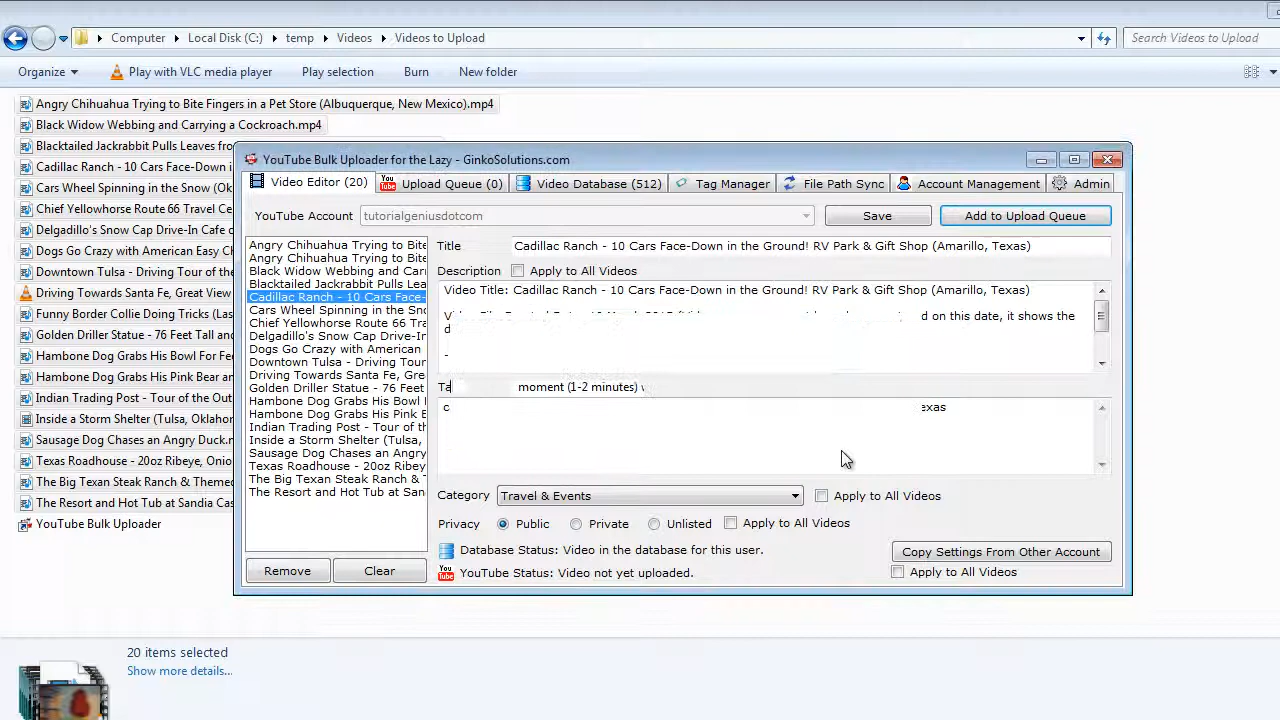 Computer Local Disk (C:) temp Videos Videos to Upload Search Videos to Upload
Organize Play with VLC media player Play selection Burn New folder
Angry Chihuahua Trying to Bite Fingers in a Pet Store (Albuquerque, New Mexico).mp4
Black Widow Webbing and Carrying a Cockroach.mp4
Blacktailed Jackrabbit Pulls Leaves fro
Cadillac Ranch - 10 Cars Face-Down i
Cars Wheel Spinning in the Snow (Ok
Chief Yellowhorse Route 66 Travel Ce
Delgadillo's Snow Cap Drive-In Cafe c
Dogs Go Crazy with American Easy Ch
Downtown Tulsa - Driving Tour of the
Driving Towards Santa Fe, Great View
Funny Border Collie Doing Tricks (Las
Golden Driller Statue - 76 Feet Tall and
Hambone Dog Grabs His Bowl For Fee
Hambone Dog Grabs His Pink Bear an
Indian Trading Post - Tour of the Out
Inside a Storm Shelter (Tulsa, Oklahor
Sausage Dog Chases an Angry Duck.m
Texas Roadhouse - 20oz Ribeye, Onio
The Big Texan Steak Ranch & Themed
The Resort and Hot Tub at Sandia Cas
YouTube Bulk Uploader
YouTube Bulk Uploader for the Lazy - GinkoSolutions.com
Video Editor (20) You Tube Upload Queue (0) Video Database (512) Tag Manager File Path Sync Account Management Admin
YouTube Account tutorialgeniusdotcom Save Add to Upload Queue
Angry Chihuahua Trying to Bite
Angry Chihuahua Trying to Bite
Black Widow Webbing and Carr
Blacktailed Jackrabbit Pulls Lea
Cadillac Ranch - 10 Cars Face-
Cars Wheel Spinning in the Sno
Chief Yellowhorse Route 66 Tra
Delgadillo's Snow Cap Drive-In
Dogs Go Crazy with American
Downtown Tulsa - Driving Tour
Driving Towards Santa Fe, Great
Golden Driller Statue - 76 Feet
Hambone Dog Grabs His Bowl
Hambone Dog Grabs His Pink B
Indian Trading Post - Tour of th
Inside a Storm Shelter (Tulsa,
Sausage Dog Chases an Angry
Texas Roadhouse - 20oz Ribeye
The Big Texan Steak Ranch &
The Resort and Hot Tub at San
Remove Clear
Title Cadillac Ranch - 10 Cars Face-Down in the Ground! RV Park & Gift Shop (Amarillo, Texas)
Description Apply to All Videos
Video Title: Cadillac Ranch - 10 Cars Face-Down in the Ground! RV Park & Gift Shop (Amarillo, Texas)
d on this date, it shows the
d
-
Ta moment (1-2 minutes)
c exas
Category Travel & Events Apply to All Videos
Privacy Public Private Unlisted Apply to All Videos
Database Status: Video in the database for this user. Copy Settings From Other Account
You Tube YouTube Status: Video not yet uploaded. Apply to All Videos
20 items selected
Show more details...